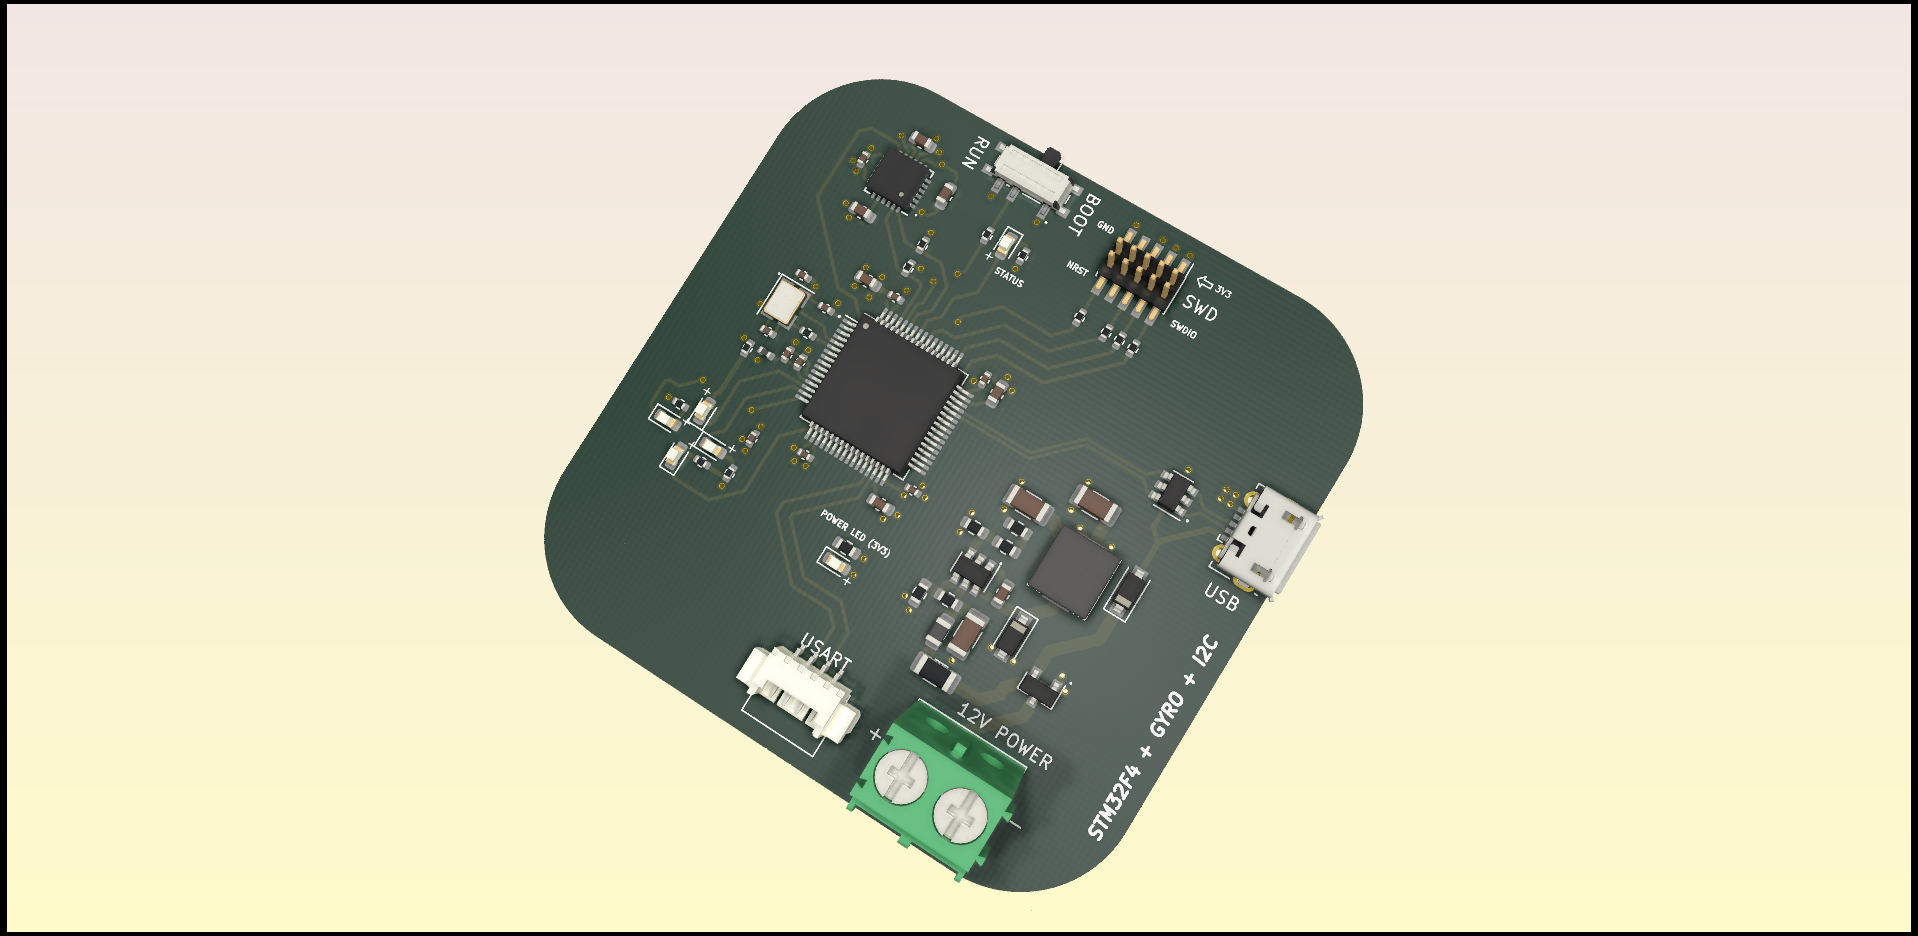 RUN
BOOT
GND
NRST
3V3
SWD
SWDIO
STATUS
POWER LED (3V3)
USB
USART
12V POWER
+
-
STM32F4 + GYRO + I2C